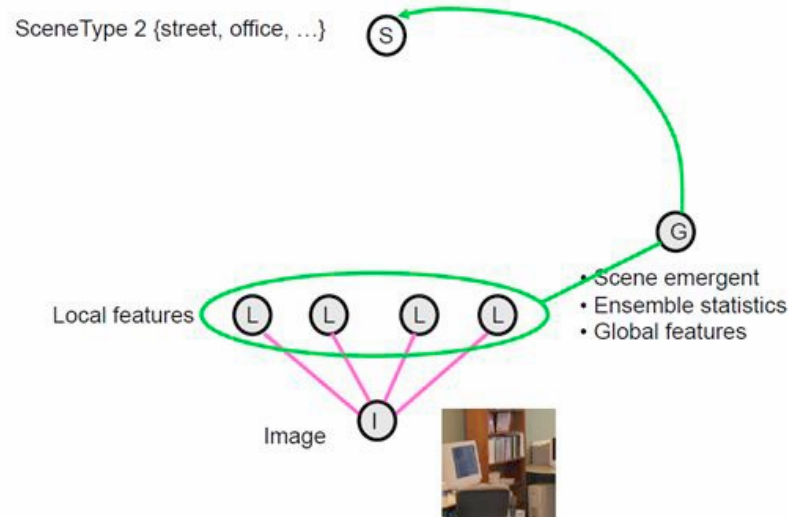 SceneType 2 {street, office, …}
S
G
• Scene emergent
• Ensemble statistics
• Global features
Local features
L L L L
I
Image